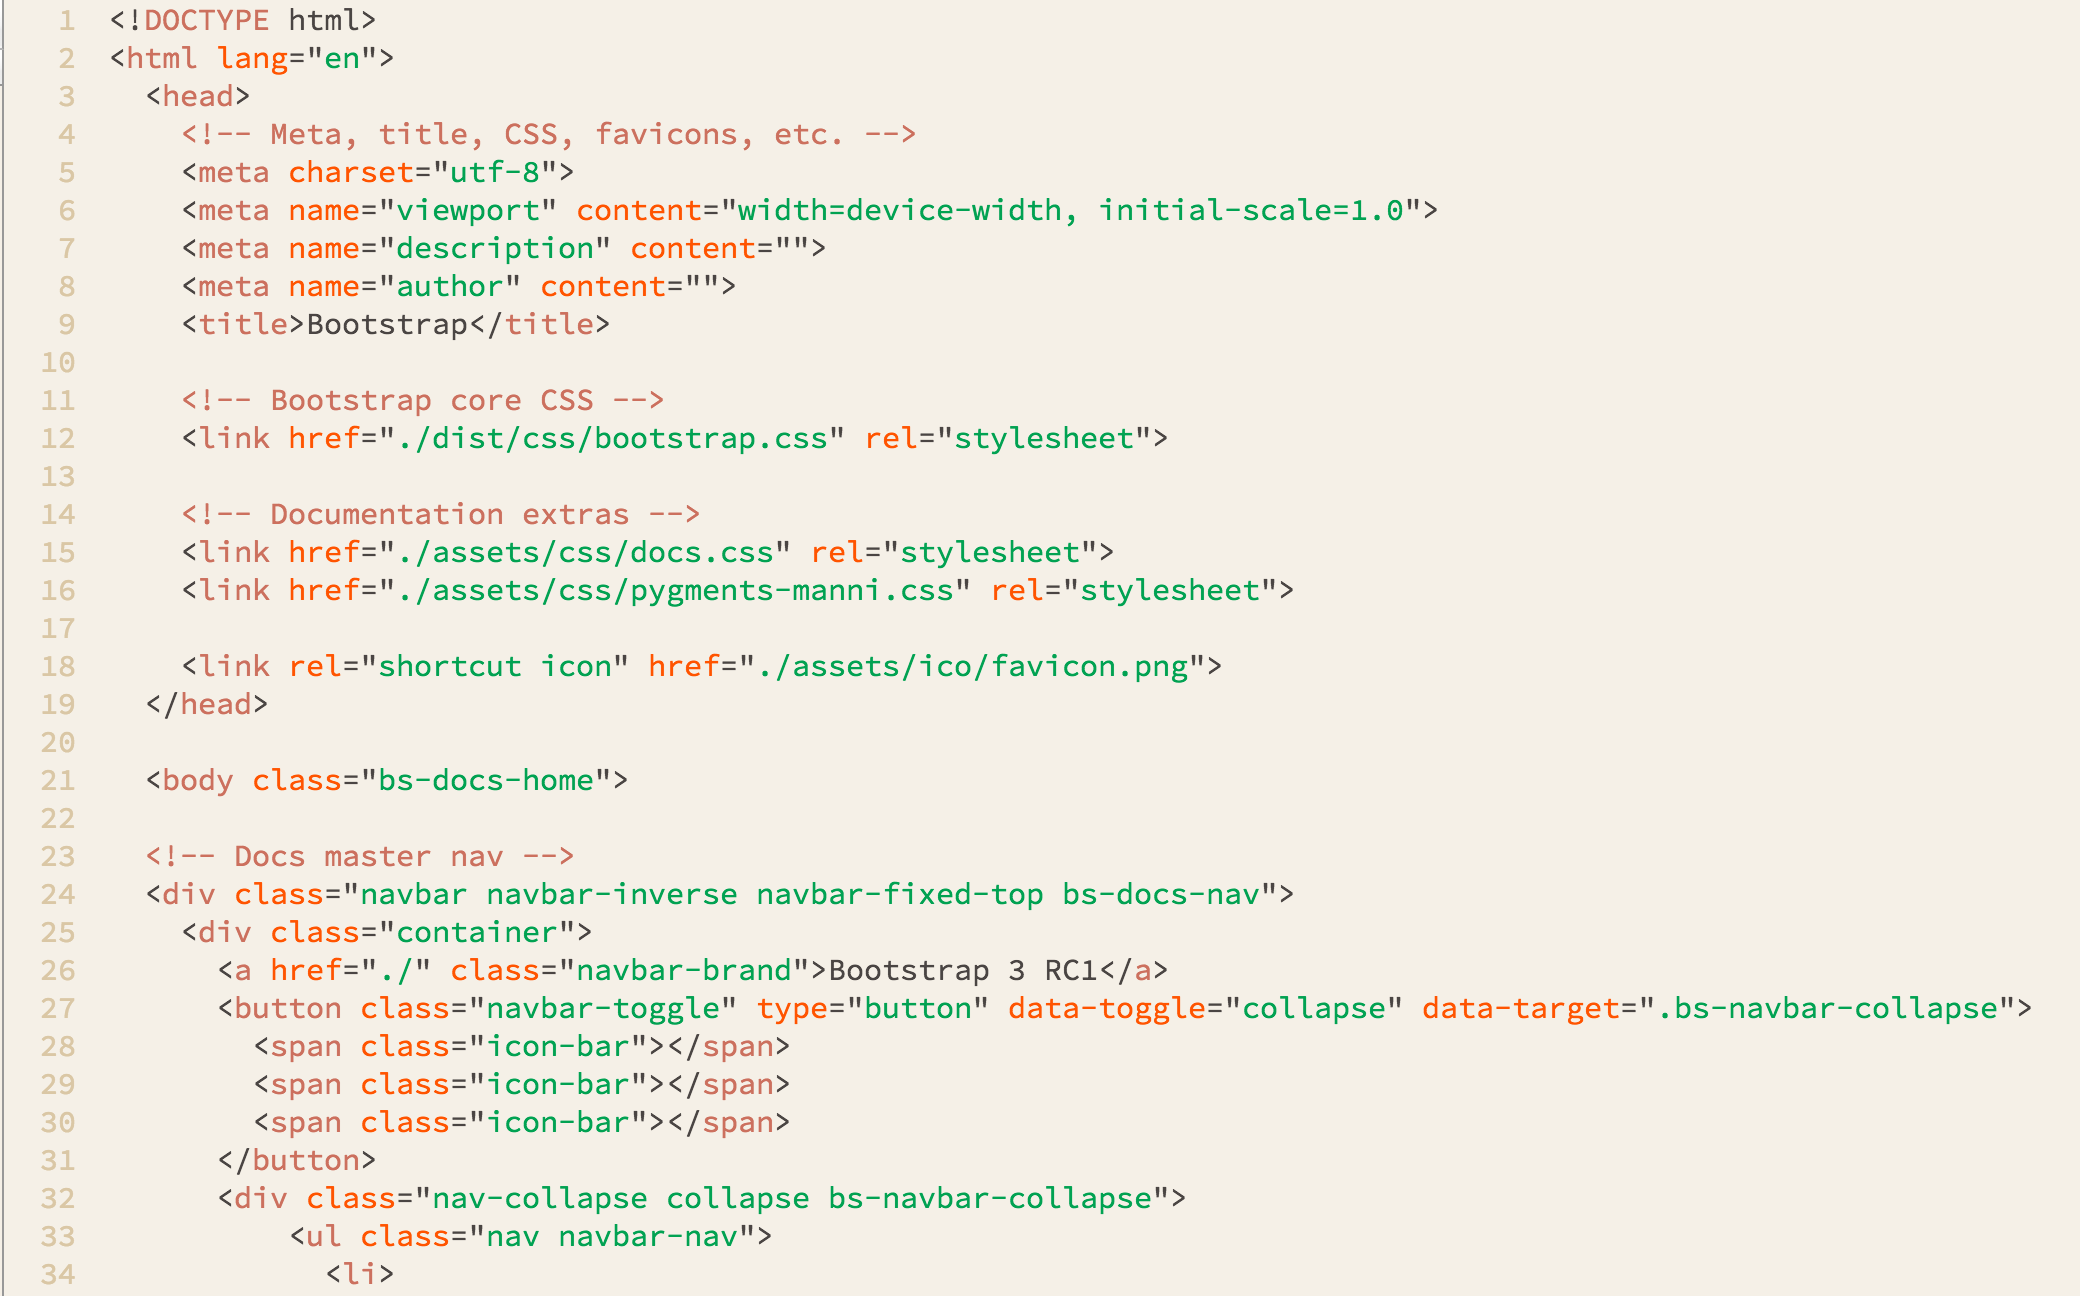 1 <!DOCTYPE html>
2 <html lang="en">
3   <head>
4     <!-- Meta, title, CSS, favicons, etc. -->
5     <meta charset="utf-8">
6     <meta name="viewport" content="width=device-width, initial-scale=1.0">
7     <meta name="description" content="">
8     <meta name="author" content="">
9     <title>Bootstrap</title>
10
11     <!-- Bootstrap core CSS -->
12     <link href="./dist/css/bootstrap.css" rel="stylesheet">
13
14     <!-- Documentation extras -->
15     <link href="./assets/css/docs.css" rel="stylesheet">
16     <link href="./assets/css/pygments-manni.css" rel="stylesheet">
17
18     <link rel="shortcut icon" href="./assets/ico/favicon.png">
19   </head>
20
21   <body class="bs-docs-home">
22
23   <!-- Docs master nav -->
24   <div class="navbar navbar-inverse navbar-fixed-top bs-docs-nav">
25     <div class="container">
26       <a href="./" class="navbar-brand">Bootstrap 3 RC1</a>
27       <button class="navbar-toggle" type="button" data-toggle="collapse" data-target=".bs-navbar-collapse">
28         <span class="icon-bar"></span>
29         <span class="icon-bar"></span>
30         <span class="icon-bar"></span>
31       </button>
32       <div class="nav-collapse collapse bs-navbar-collapse">
33           <ul class="nav navbar-nav">
34             <li>